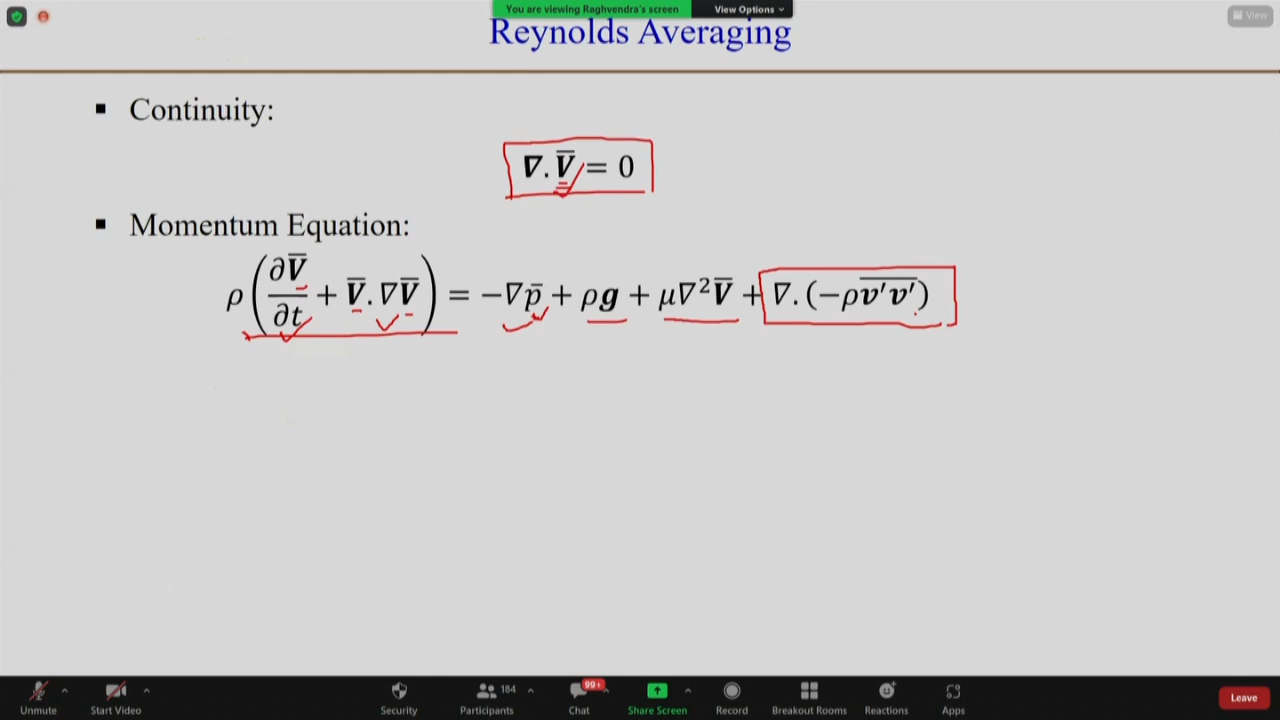 You are viewing Raghvendra's screen View Options
View
Reynolds Averaging
▪ Continuity:
𝛁. V̅ = 0
▪ Momentum Equation:
ρ(∂V̅/∂t + V̅. ∇V̅) = −∇p̅ + ρg + μ∇²V̅ + ∇. (−ρv̅'̅v̅'̅)
Unmute Start Video Security 184 Participants 99+ Chat Share Screen Record Breakout Rooms Reactions Apps Leave